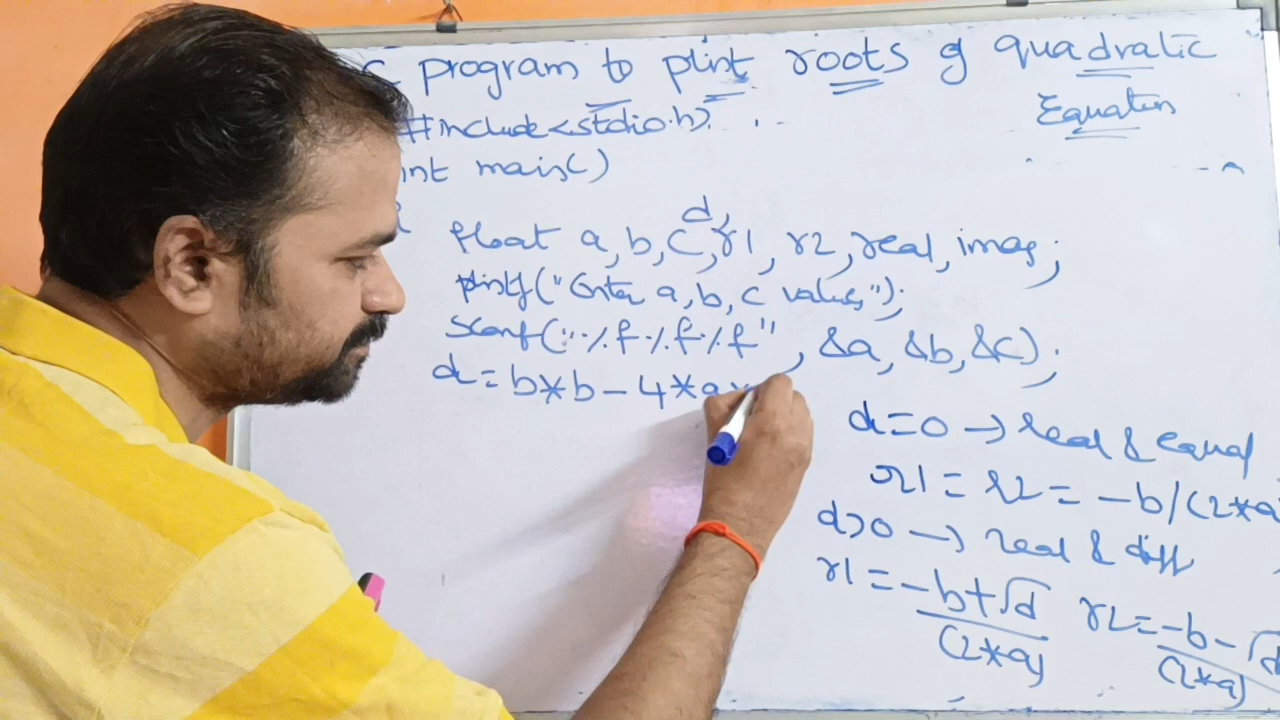 C program to print roots of quadratic
Equation
#include<stdio.h>
int main()
{
d,
float a, b, c, r1, r2, real, imag;
printf("Enter a, b, c values");
scanf("%f%f%f", &a, &b, &c);
d = b*b - 4*a*
d=0 → real & equal
r1 = r2 = -b/(2*a
d>0 → real & diff
r1 = -b+√d r2 = -b-√d
(2*a) (2*a)